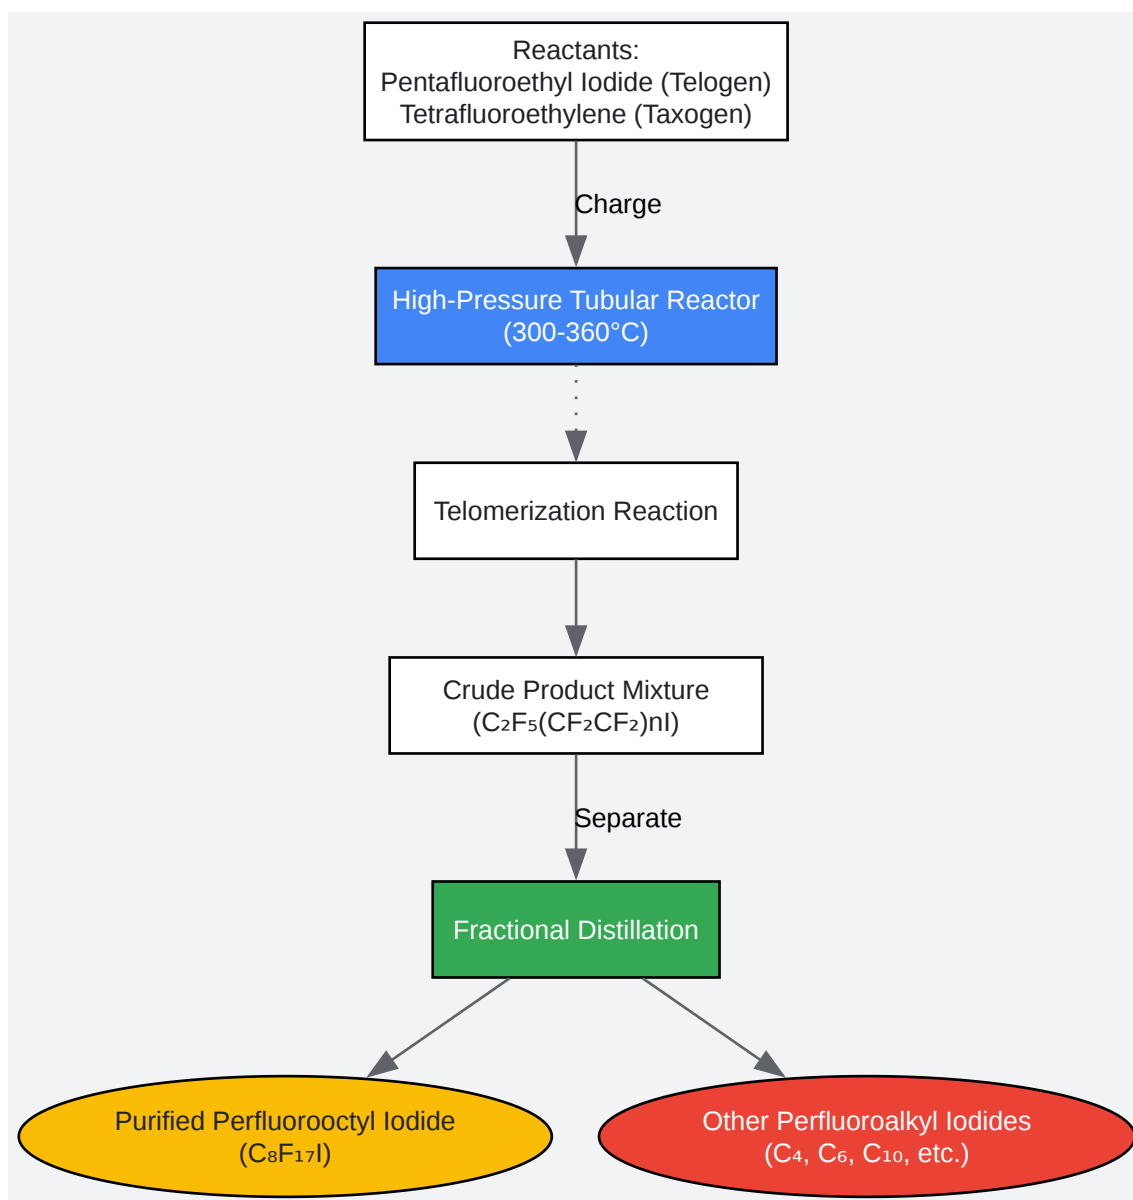 Reactants:
Pentafluoroethyl Iodide (Telogen)
Tetrafluoroethylene (Taxogen)
Charge
High-Pressure Tubular Reactor
(300-360°C)
Telomerization Reaction
Crude Product Mixture
(C₂F₅(CF₂CF₂)nI)
Separate
Fractional Distillation
Purified Perfluorooctyl Iodide
(C₈F₁₇I)
Other Perfluoroalkyl Iodides
(C₄, C₆, C₁₀, etc.)